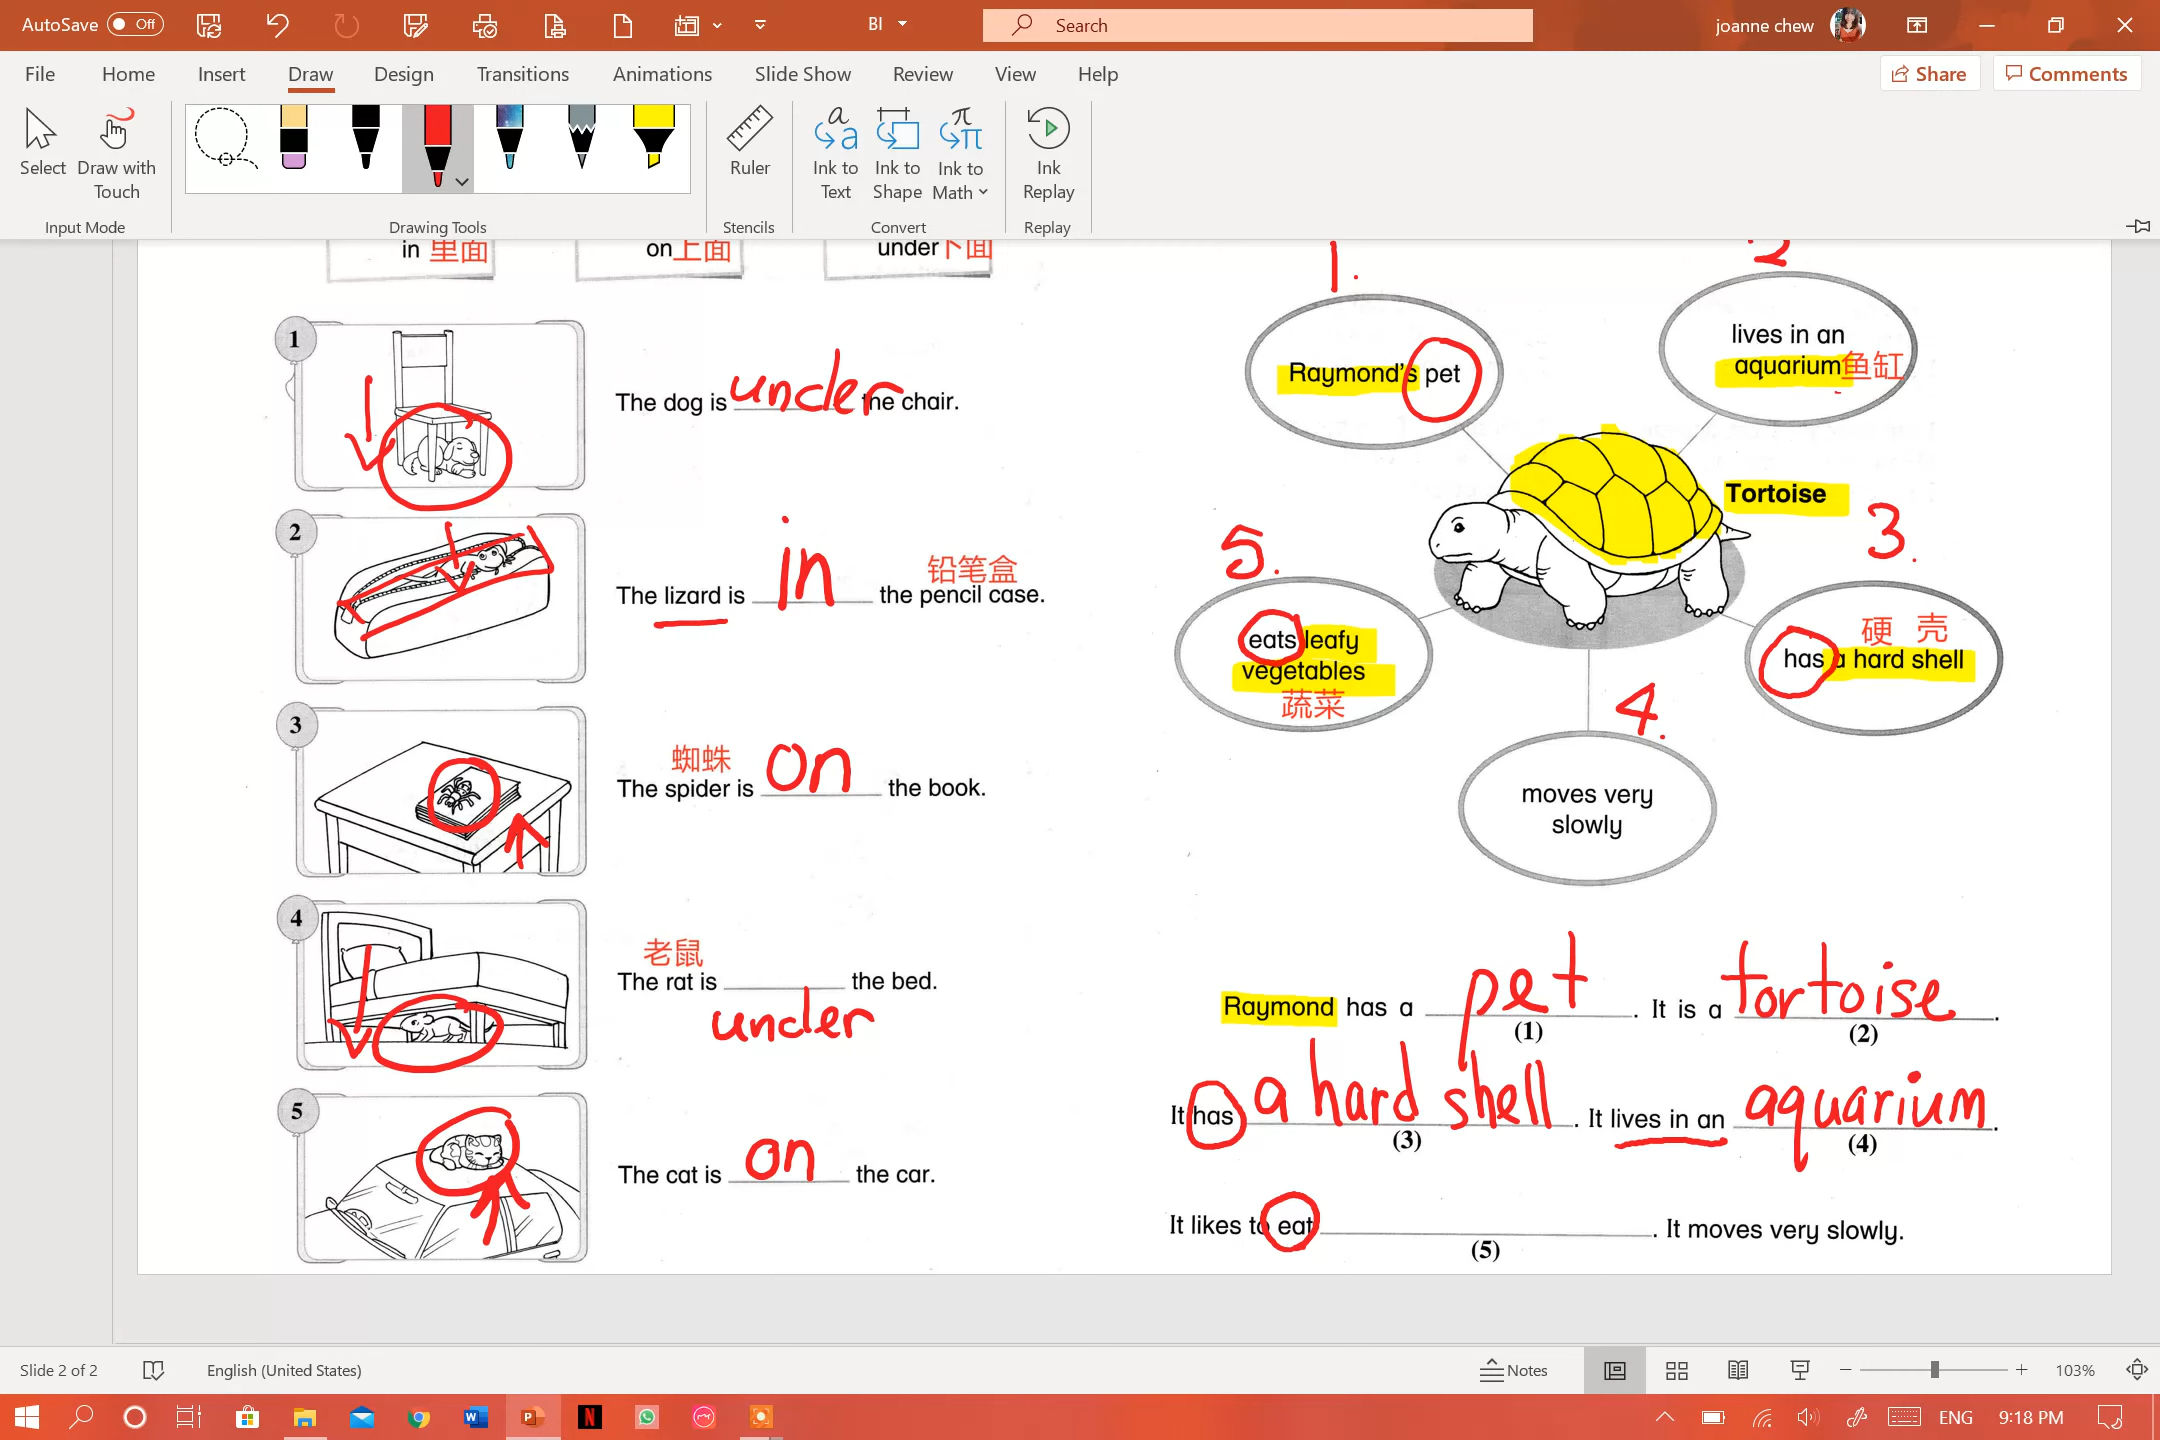 AutoSave Off
BI
Search
joanne chew
File Home Insert Draw Design Transitions Animations Slide Show Review View Help
Share Comments
Select
Draw with Touch
Ruler
Ink to Text
Ink to Shape
Ink to Math
Ink Replay
Input Mode Drawing Tools Stencils Convert Replay
in 里面 on 上面 under 下面
1
The dog is under the chair.
2
铅笔盒
The lizard is in the pencil case.
3
蜘蛛
The spider is on the book.
4
老鼠
The rat is the bed.
under
5
The cat is on the car.
1.
Raymond's pet
2
lives in an
aquarium 鱼缸
Tortoise
3.
硬 壳
has a hard shell
5.
eats leafy
vegetables
蔬菜
4.
moves very
slowly
Raymond has a pet. It is a tortoise.
(1) (2)
It has a hard shell. It lives in an aquarium.
(3) (4)
It likes to eat . It moves very slowly.
(5)
Slide 2 of 2 English (United States) Notes 103%
ENG 9:18 PM